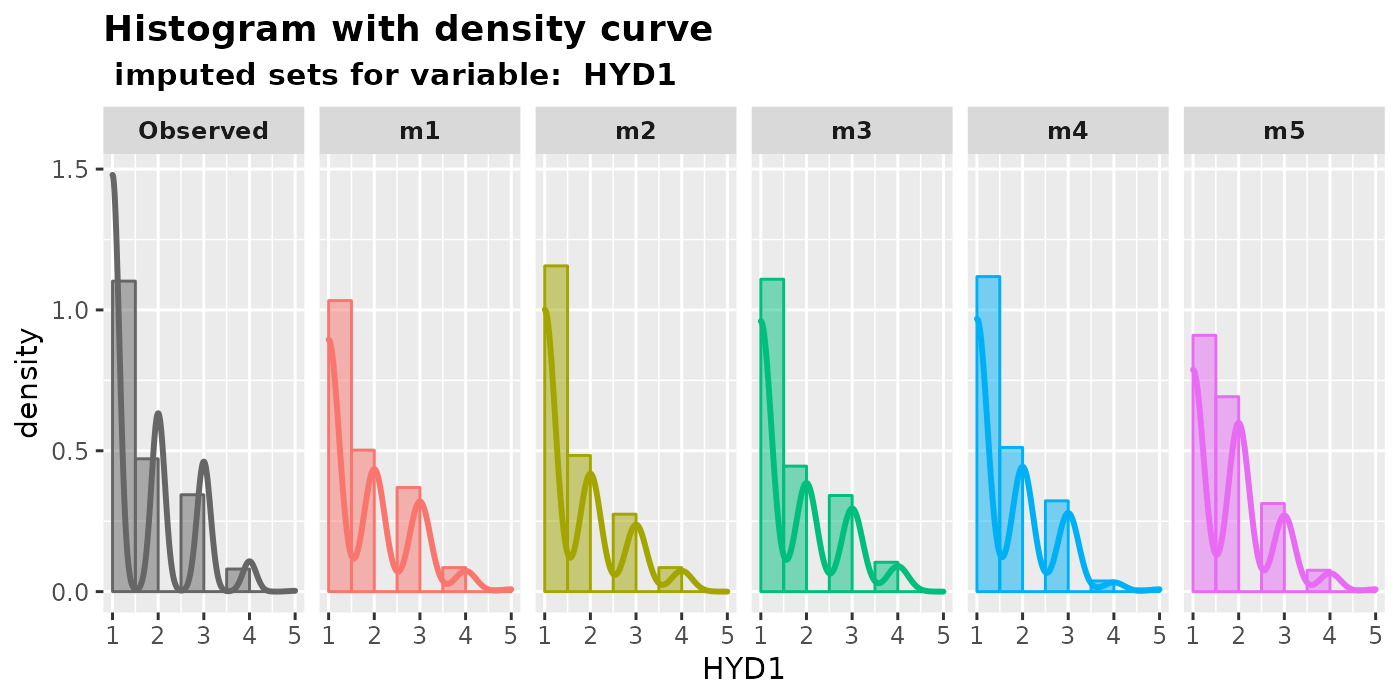 Histogram with density curve
imputed sets for variable:  HYD1
Observed m1 m2 m3 m4 m5
1.5
1.0
0.5
0.0
density
1 2 3 4 5 1 2 3 4 5 1 2 3 4 5 1 2 3 4 5 1 2 3 4 5 1 2 3 4 5
HYD1